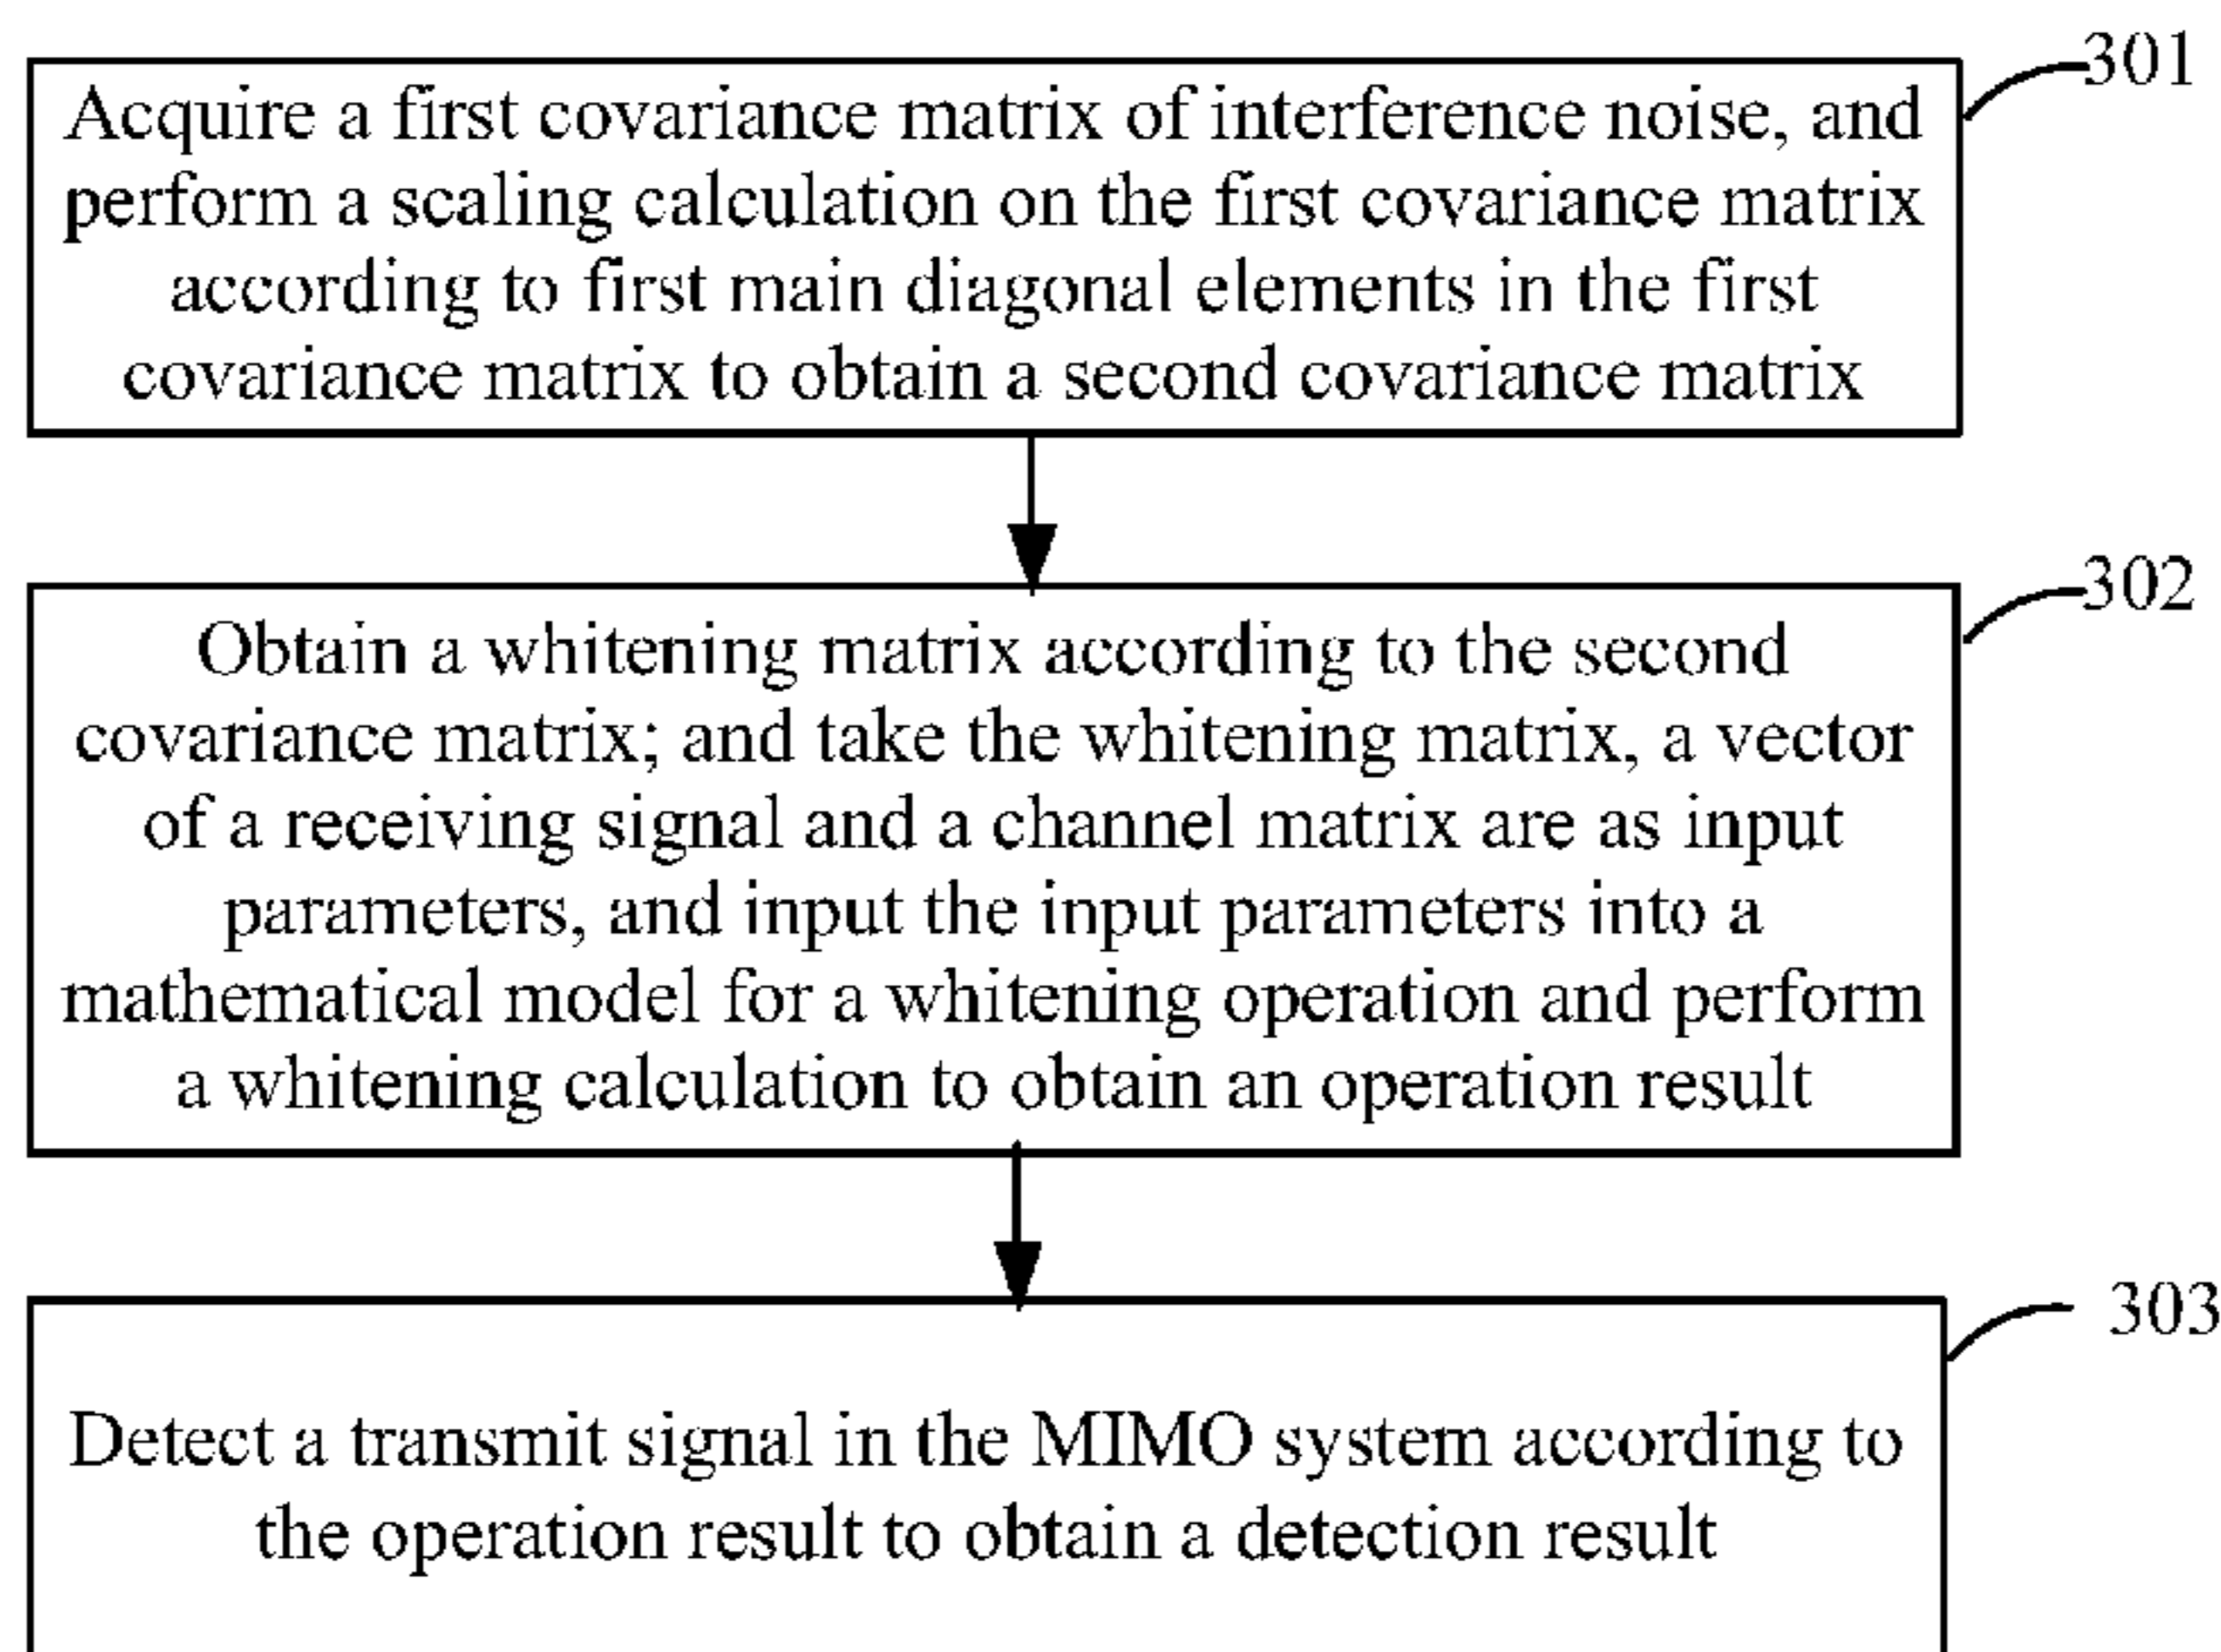 301
Acquire a first covariance matrix of interference noise, and
perform a scaling calculation on the first covariance matrix
according to first main diagonal elements in the first
covariance matrix to obtain a second covariance matrix
302
Obtain a whitening matrix according to the second
covariance matrix; and take the whitening matrix, a vector
of a receiving signal and a channel matrix are as input
parameters, and input the input parameters into a
mathematical model for a whitening operation and perform
a whitening calculation to obtain an operation result
303
Detect a transmit signal in the MIMO system according to
the operation result to obtain a detection result